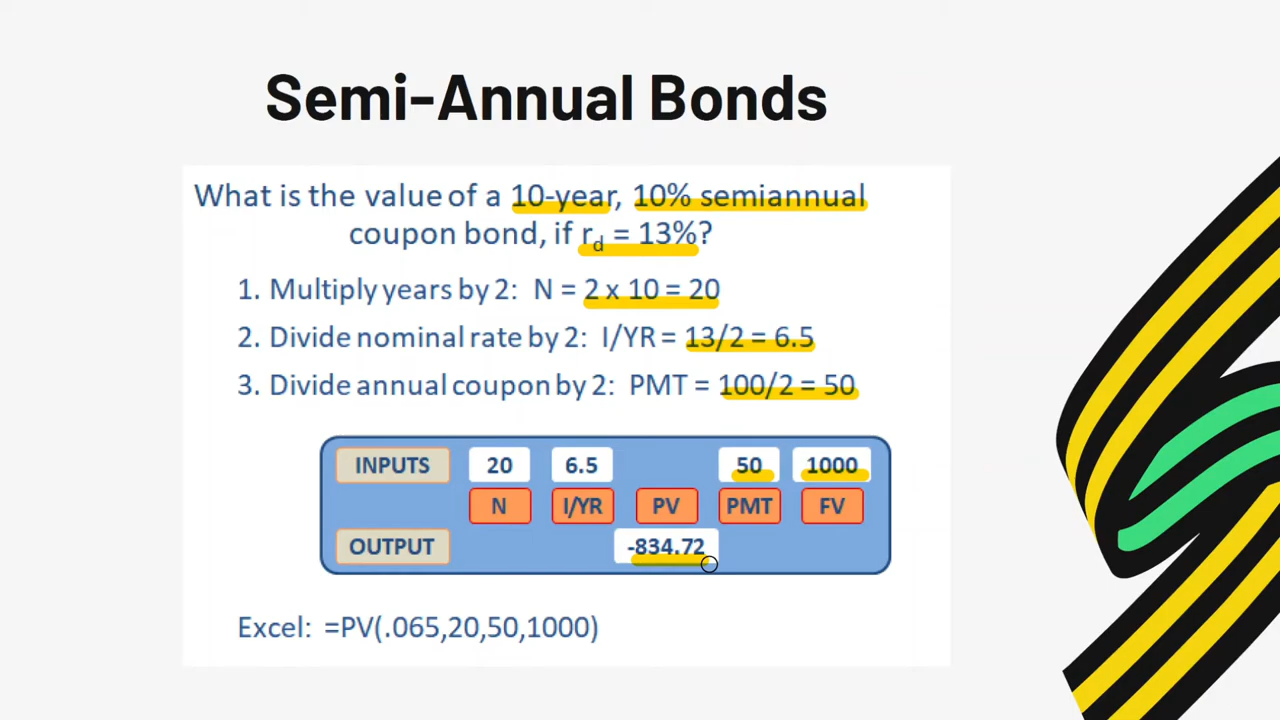 Semi-Annual Bonds
What is the value of a 10-year, 10% semiannual
coupon bond, if rd = 13%?
1. Multiply years by 2: N = 2 x 10 = 20
2. Divide nominal rate by 2: I/YR = 13/2 = 6.5
3. Divide annual coupon by 2: PMT = 100/2 = 50
INPUTS 20 6.5 50 1000
N I/YR PV PMT FV
OUTPUT -834.72
Excel: =PV(.065,20,50,1000)